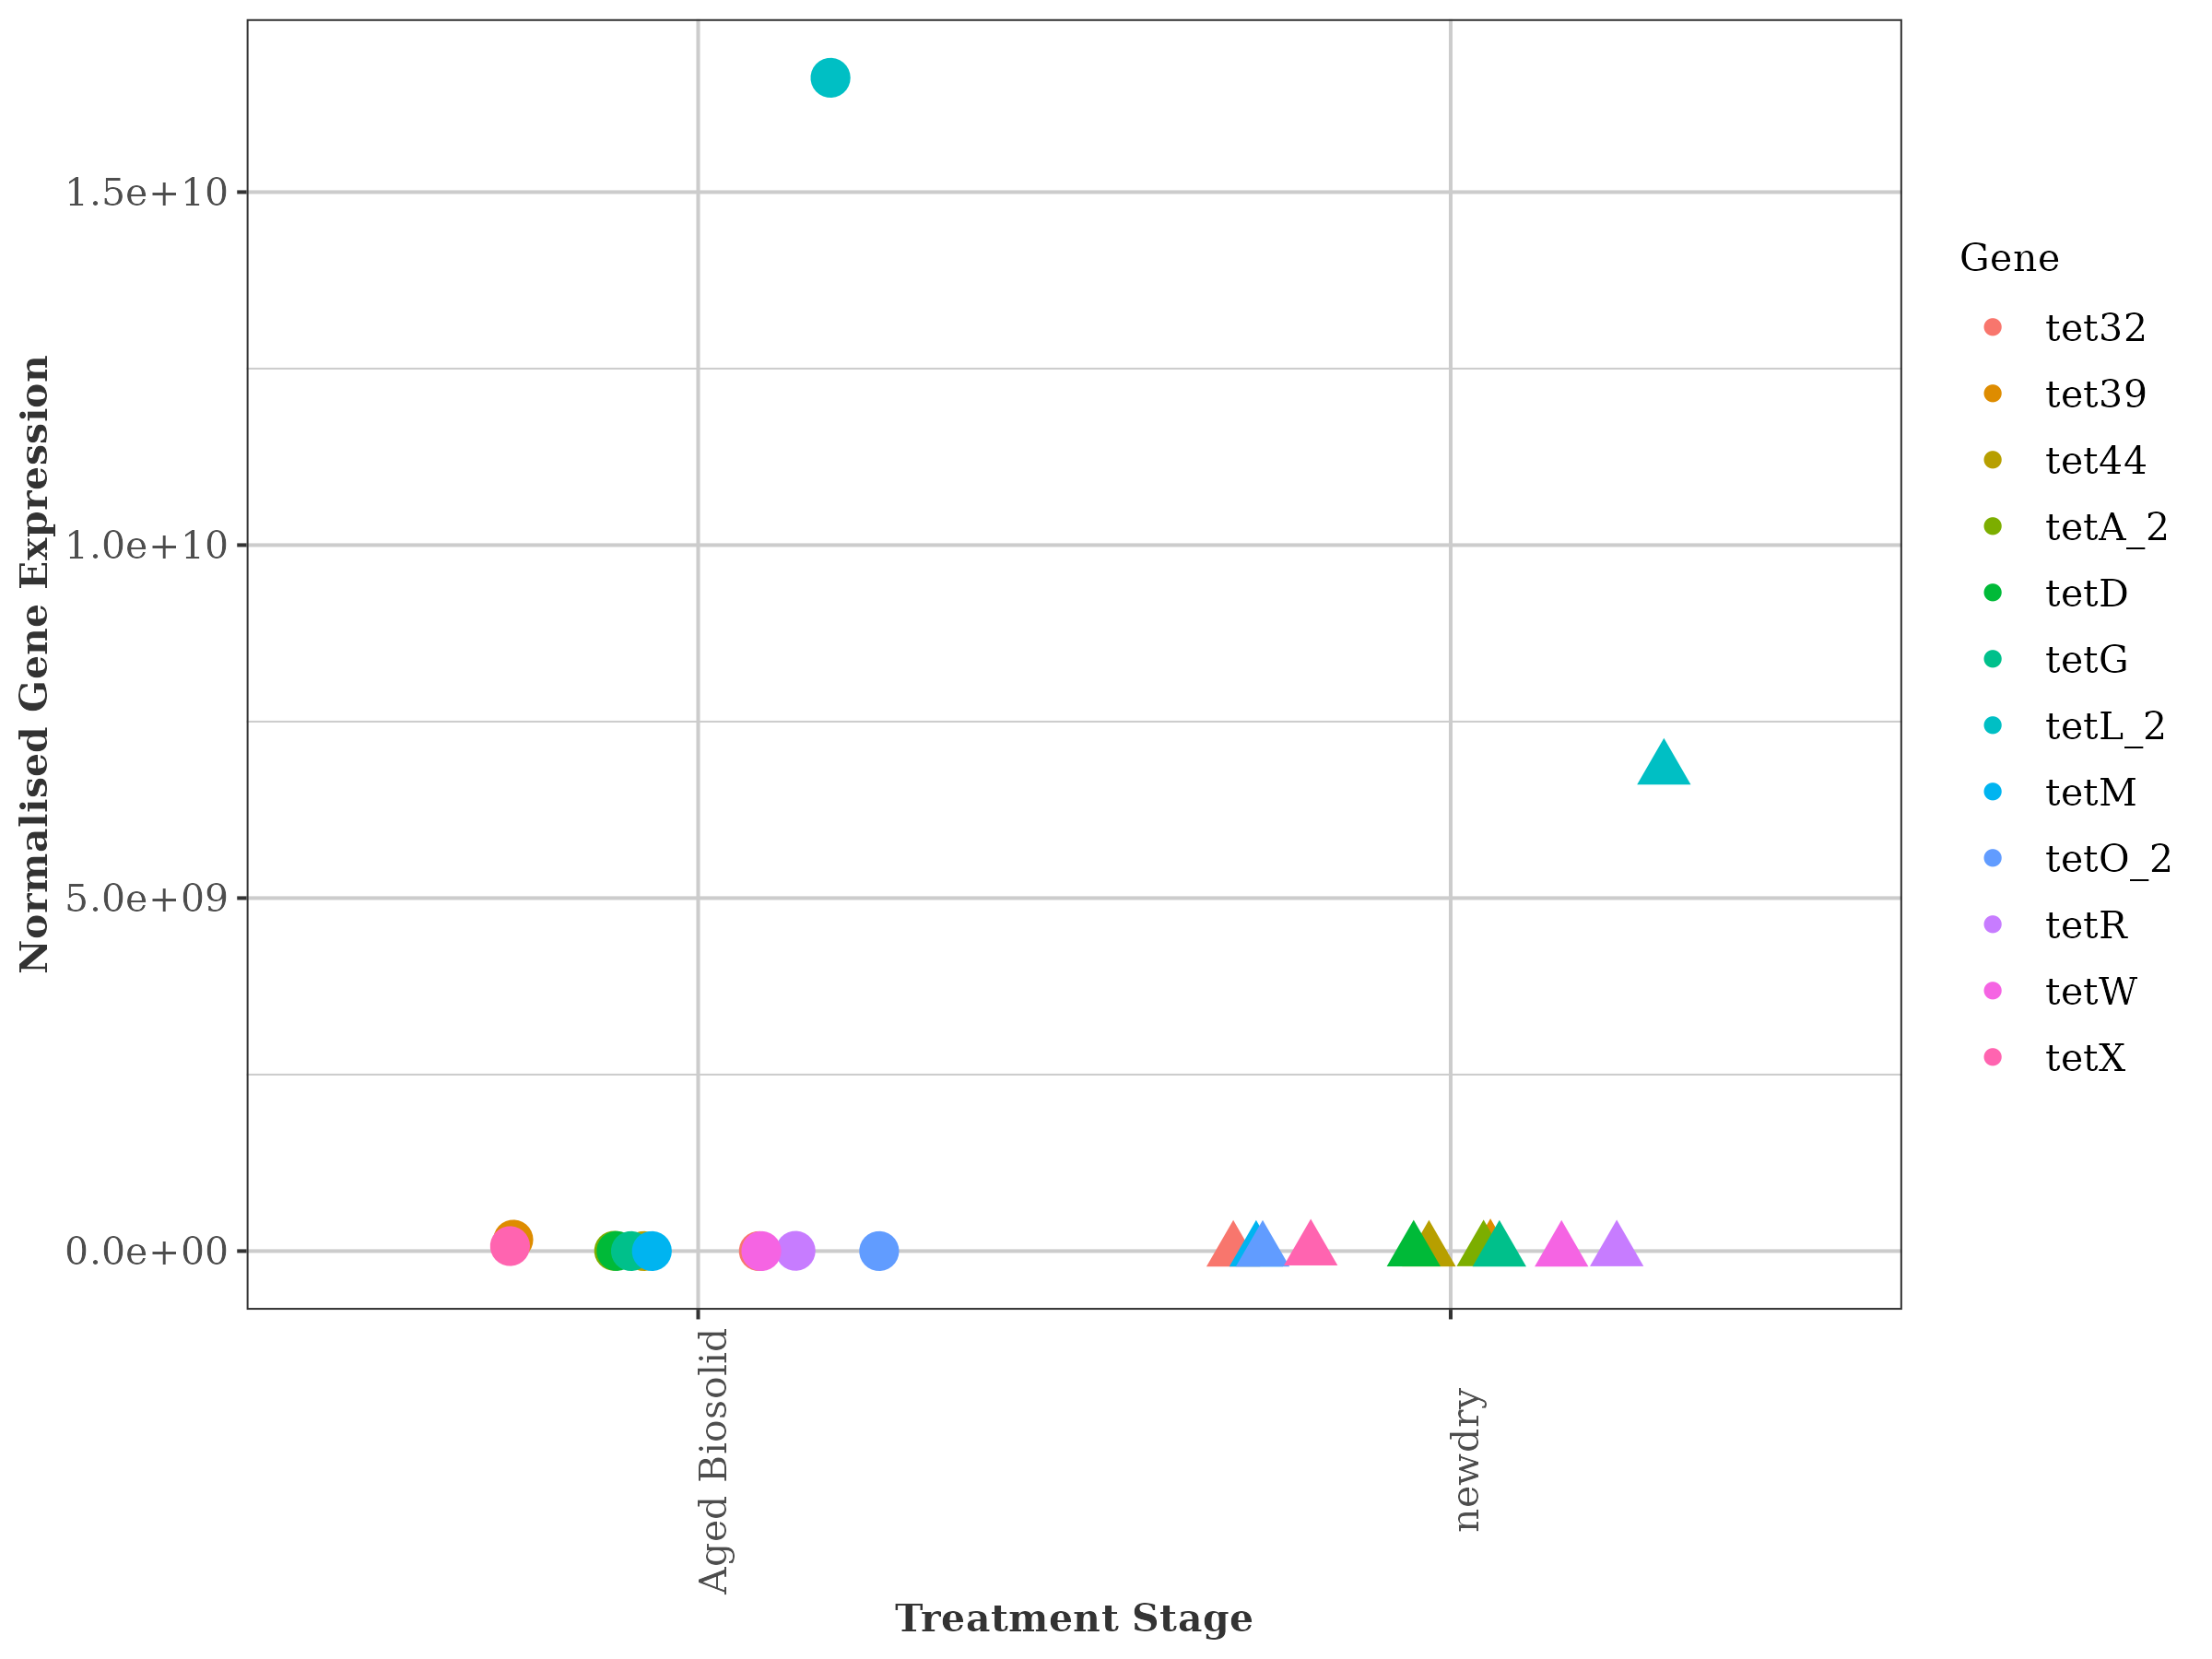 Normalised Gene Expression
1.5e+10
1.0e+10
5.0e+09
0.0e+00
Aged Biosolid
newdry
Treatment Stage
Gene
tet32
tet39
tet44
tetA_2
tetD
tetG
tetL_2
tetM
tetO_2
tetR
tetW
tetX